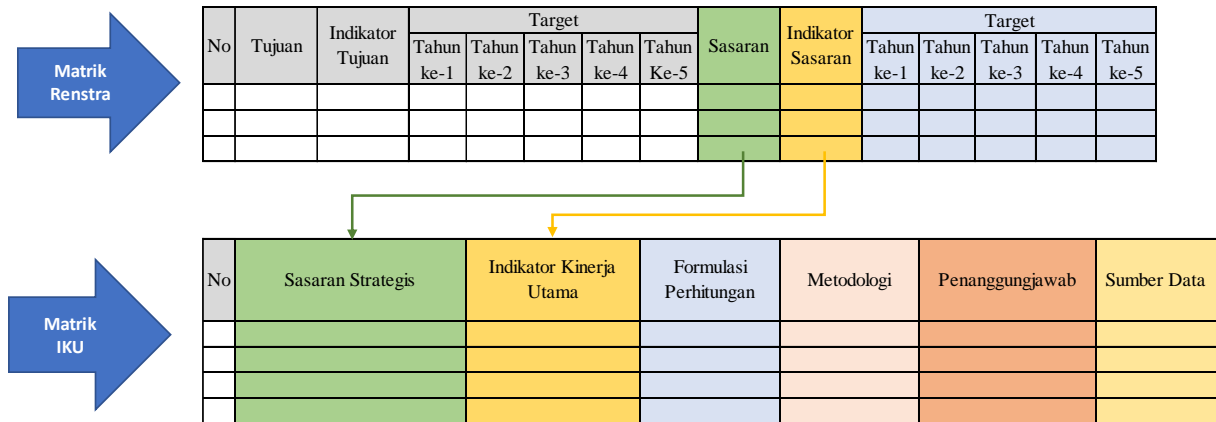 Matrik
Renstra
No
Tujuan
Indikator
Tujuan
Target
Tahun
ke-1
Tahun
ke-2
Tahun
ke-3
Tahun
ke-4
Tahun
Ke-5
Sasaran
Indikator
Sasaran
Target
Tahun
ke-1
Tahun
ke-2
Tahun
ke-3
Tahun
ke-4
Tahun
ke-5
Matrik
IKU
No
Sasaran Strategis
Indikator Kinerja
Utama
Formulasi
Perhitungan
Metodologi
Penanggungjawab
Sumber Data